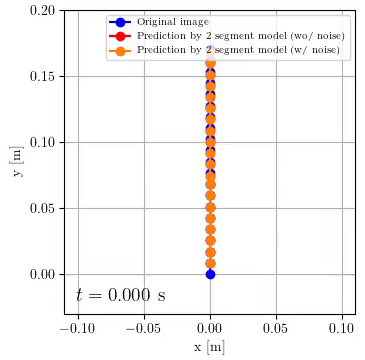 0.20
0.15
0.10
0.05
0.00
y [m]
Original image
Prediction by 2 segment model (wo/ noise)
Prediction by 2 segment model (w/ noise)
t = 0.000 s
−0.10 −0.05 0.00 0.05 0.10
x [m]